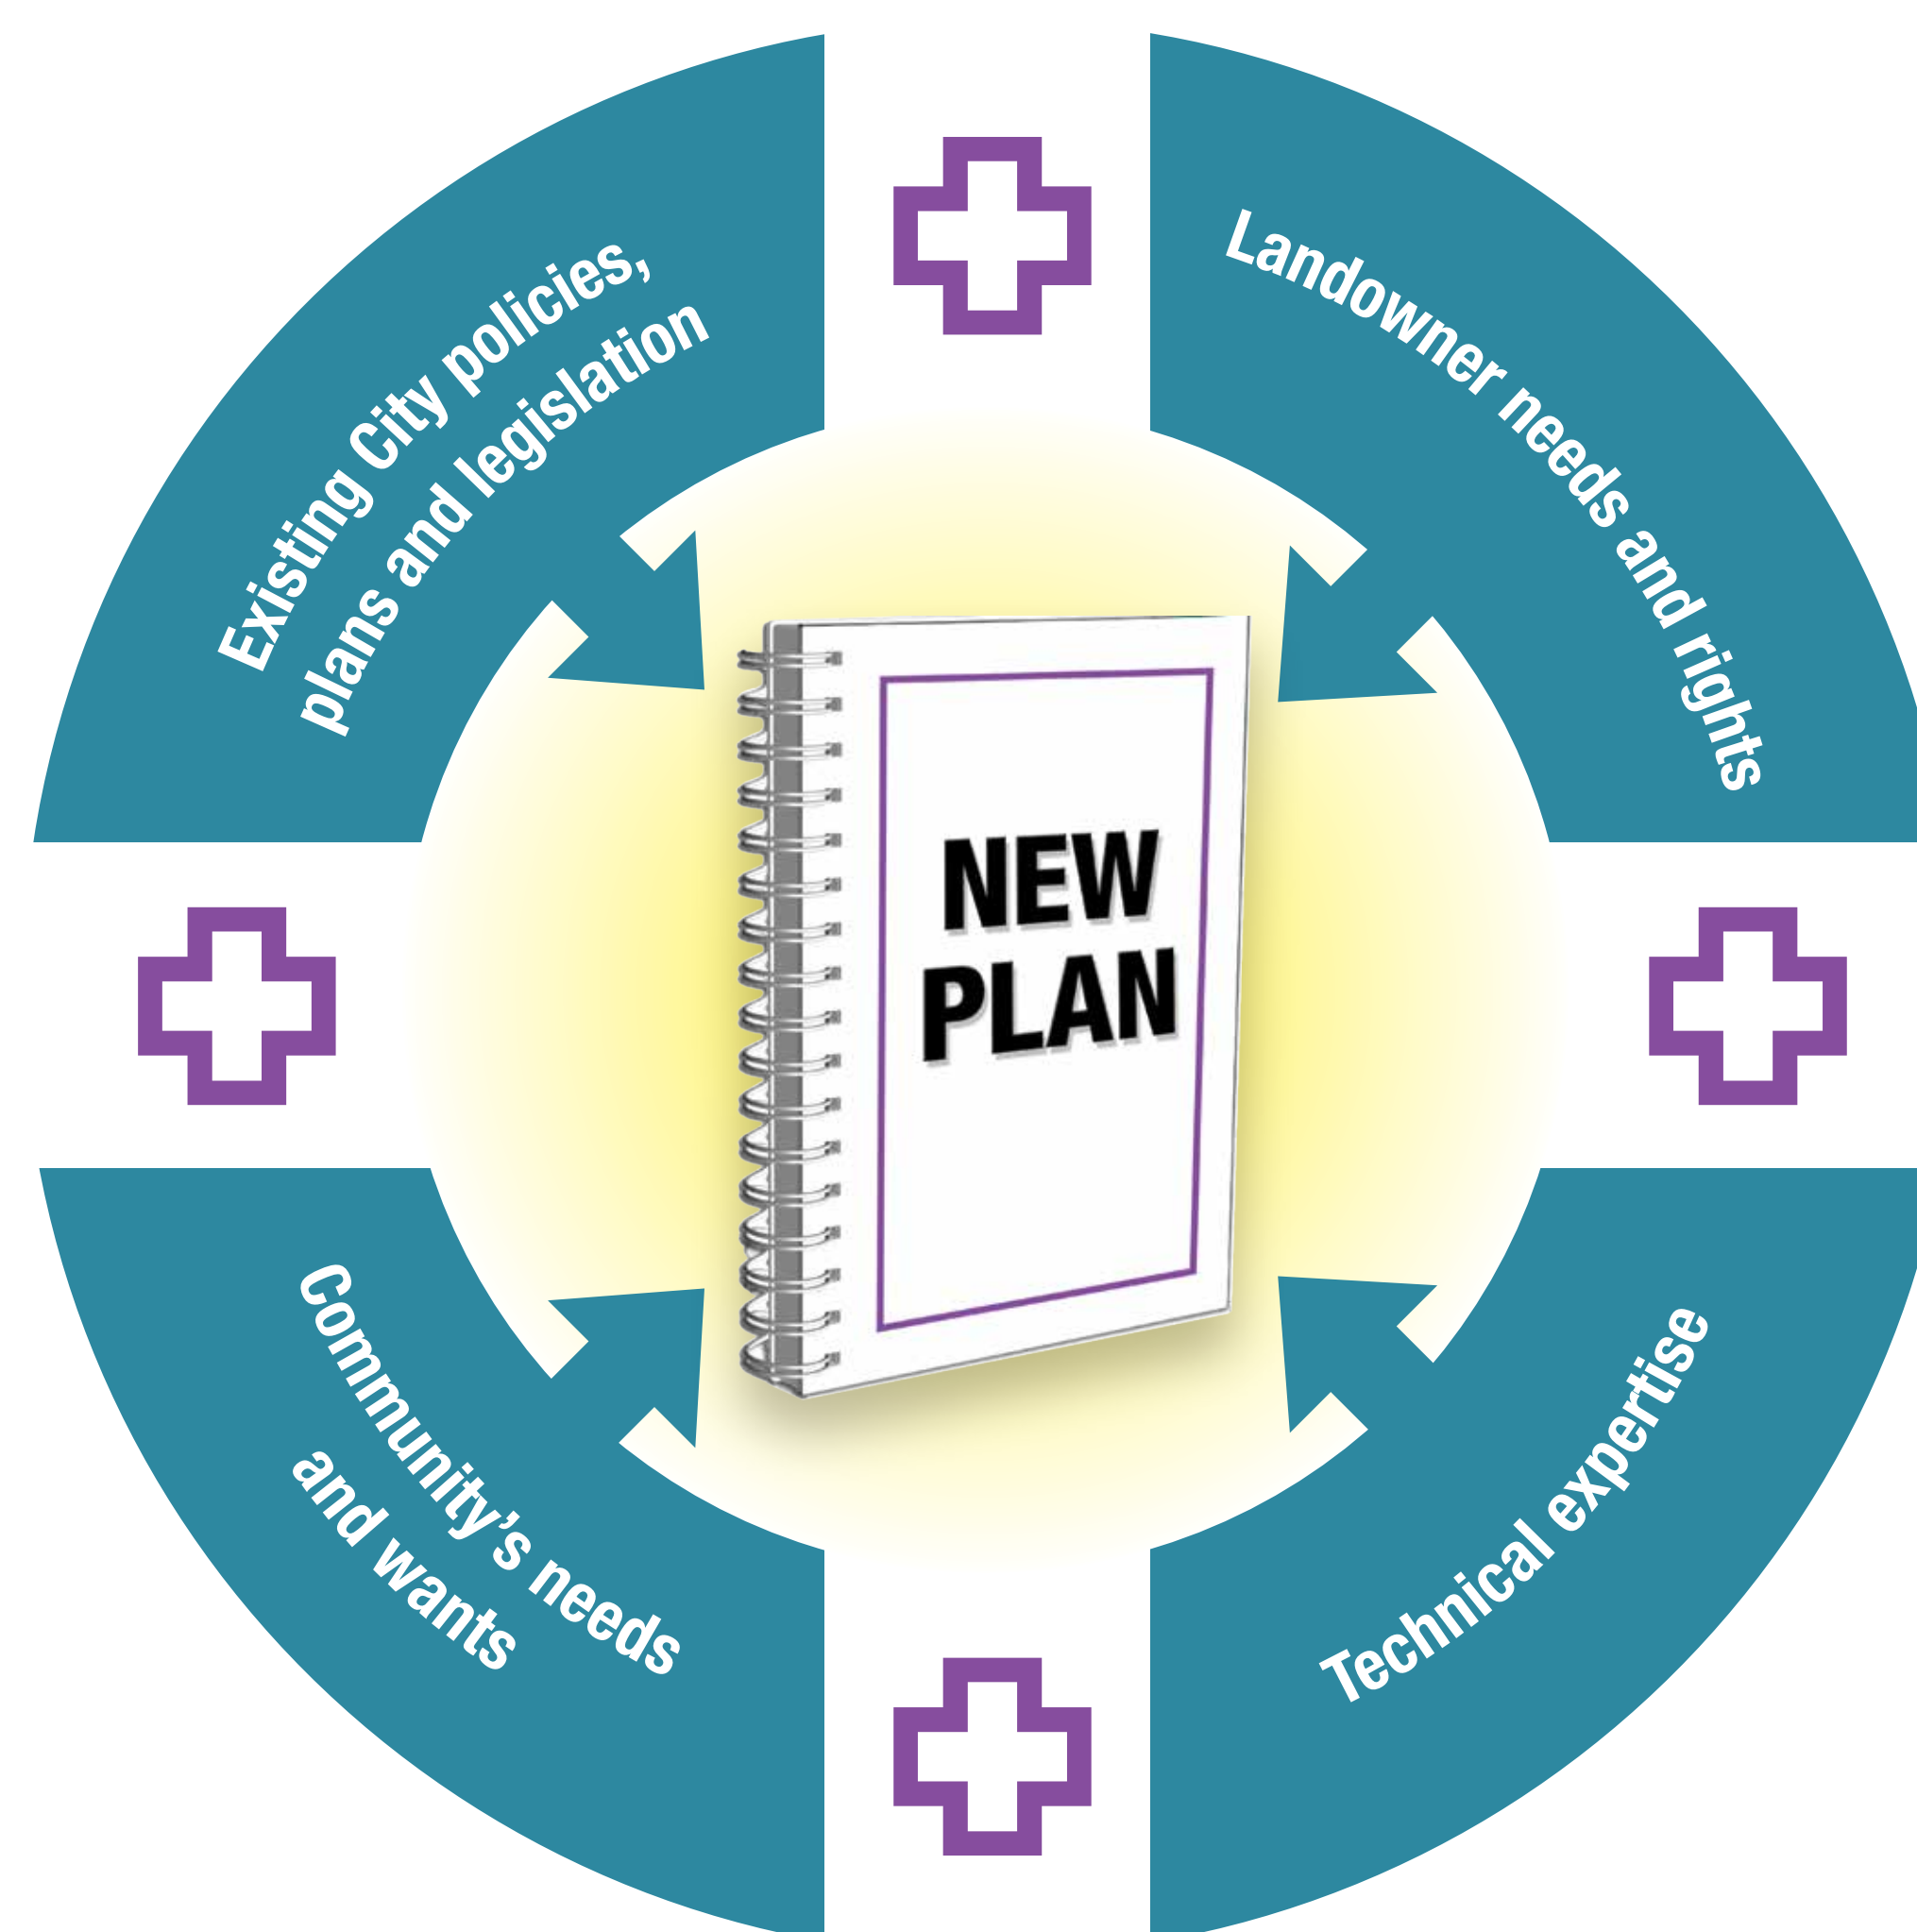 Existing City policies,
plans and legislation
Landowner needs and rights
NEW
PLAN
Community’s needs
and wants
Technical expertise